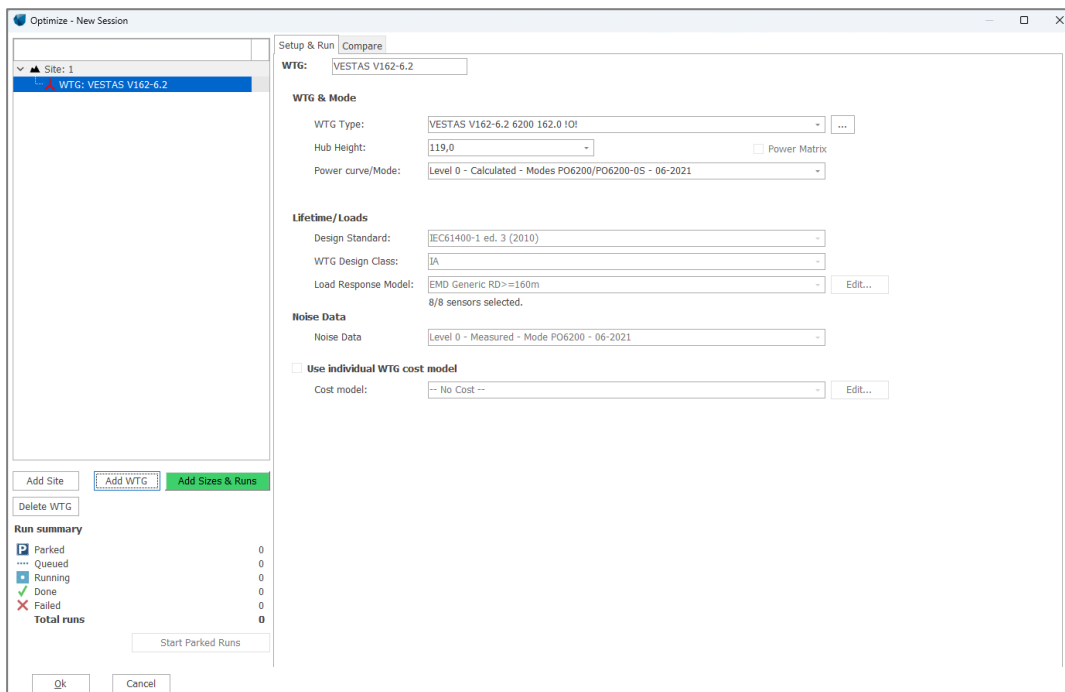 Optimize - New Session
Setup & Run Compare
WTG: VESTAS V162-6.2
Site: 1
WTG: VESTAS V162-6.2
WTG & Mode
WTG Type: VESTAS V162-6.2 6200 162.0 !O! ...
Hub Height: 119,0 Power Matrix
Power curve/Mode: Level 0 - Calculated - Modes PO6200/PO6200-0S - 06-2021
Lifetime/Loads
Design Standard: IEC61400-1 ed. 3 (2010)
WTG Design Class: IA
Load Response Model: EMD Generic RD>=160m Edit...
8/8 sensors selected.
Noise Data
Noise Data Level 0 - Measured - Mode PO6200 - 06-2021
Use individual WTG cost model
Cost model: -- No Cost -- Edit...
Add Site Add WTG Add Sizes & Runs
Delete WTG
Run summary
P Parked 0
Queued 0
Running 0
Done 0
Failed 0
Total runs 0
Start Parked Runs
Ok Cancel